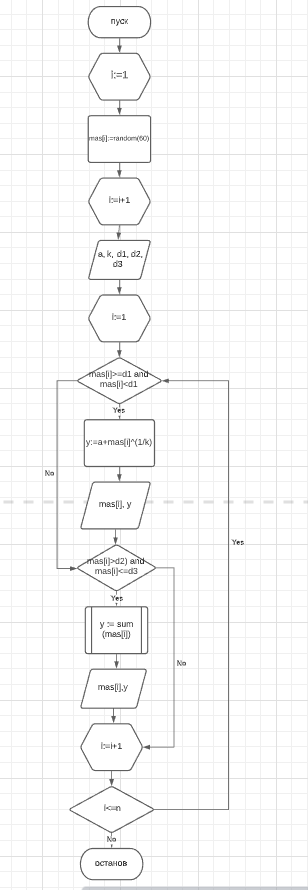 пуск
i:=1
mas[i]:=random(60)
i:=i+1
a, k, d1, d2,
d3
i:=1
mas[i]>=d1 and
mas[i]<d1
Yes
y:=a+mas[i]^(1/k)
No
mas[i], y
Yes
mas[i]>d2) and
mas[i]<=d3
Yes
y := sum
(mas[i])
No
mas[i],y
i:=i+1
i<=n
No
останов